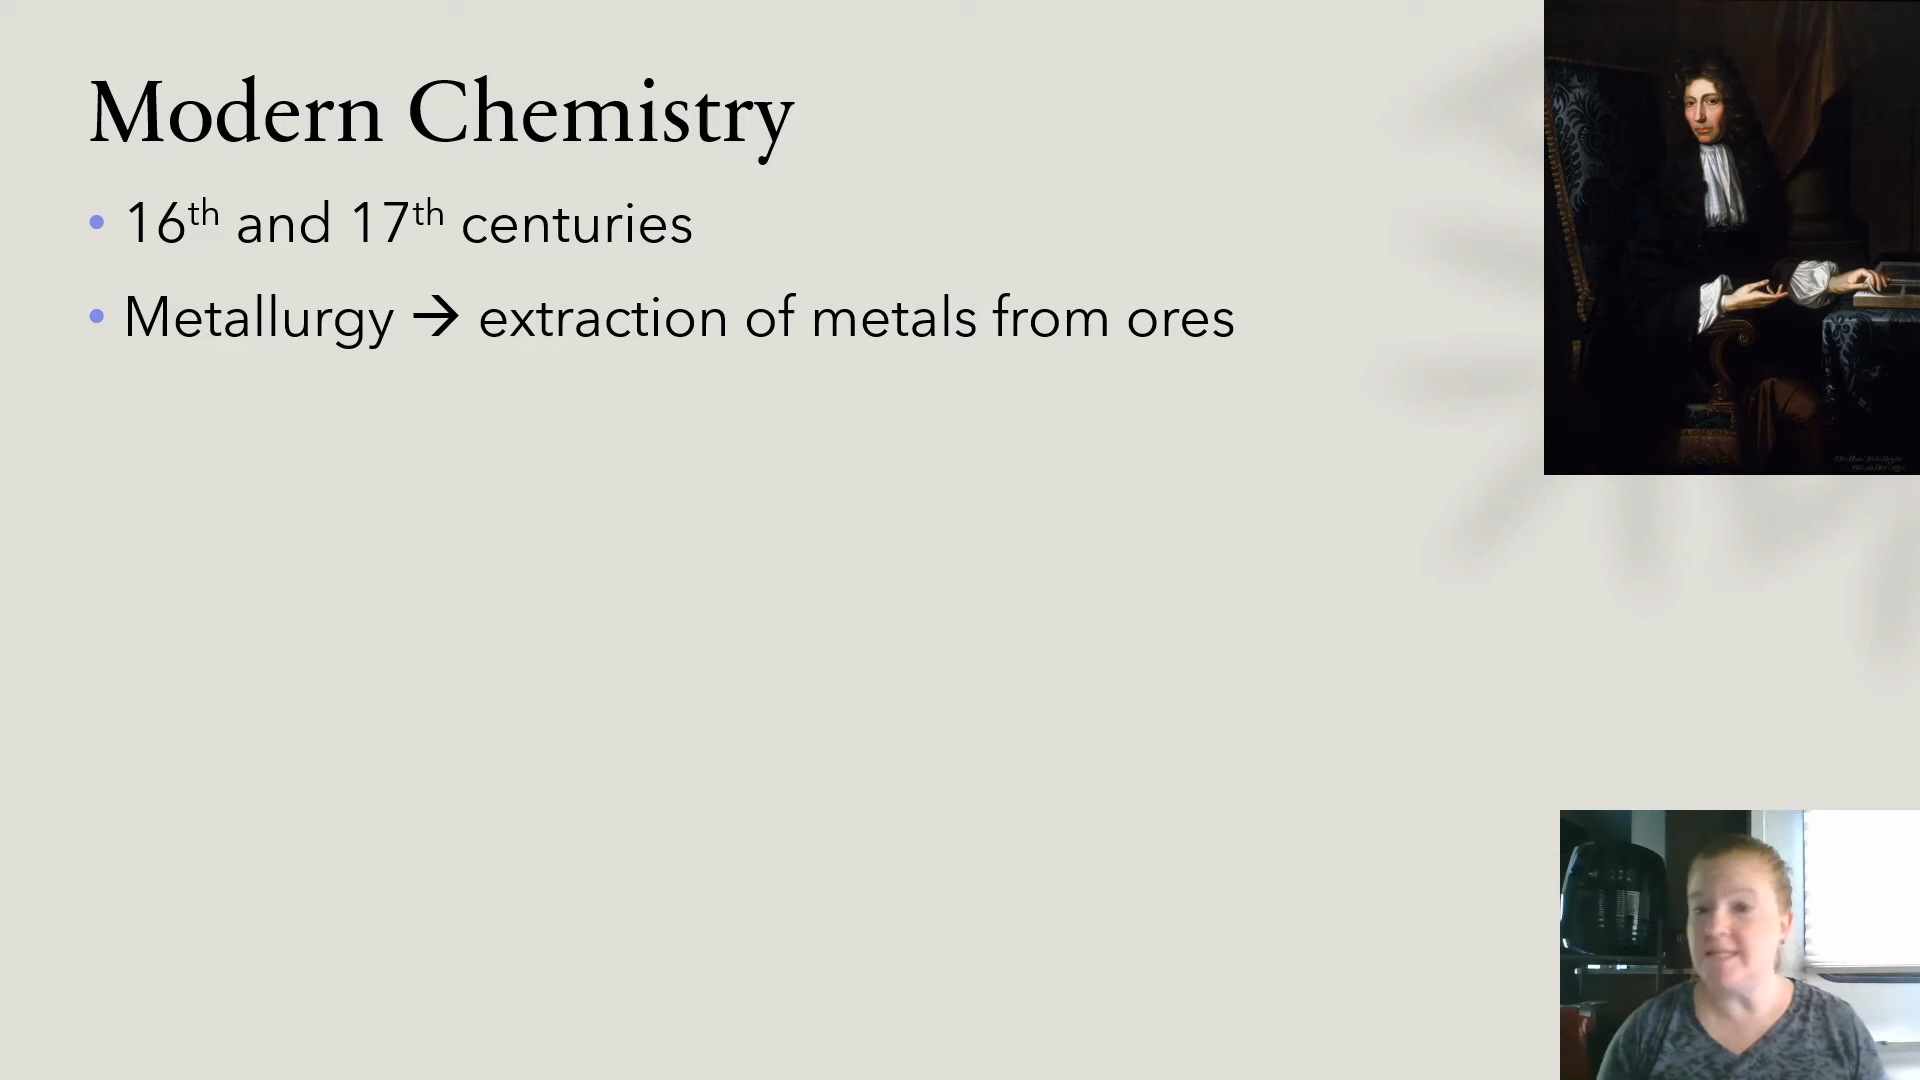 Modern Chemistry
• 16th and 17th centuries
• Metallurgy → extraction of metals from ores